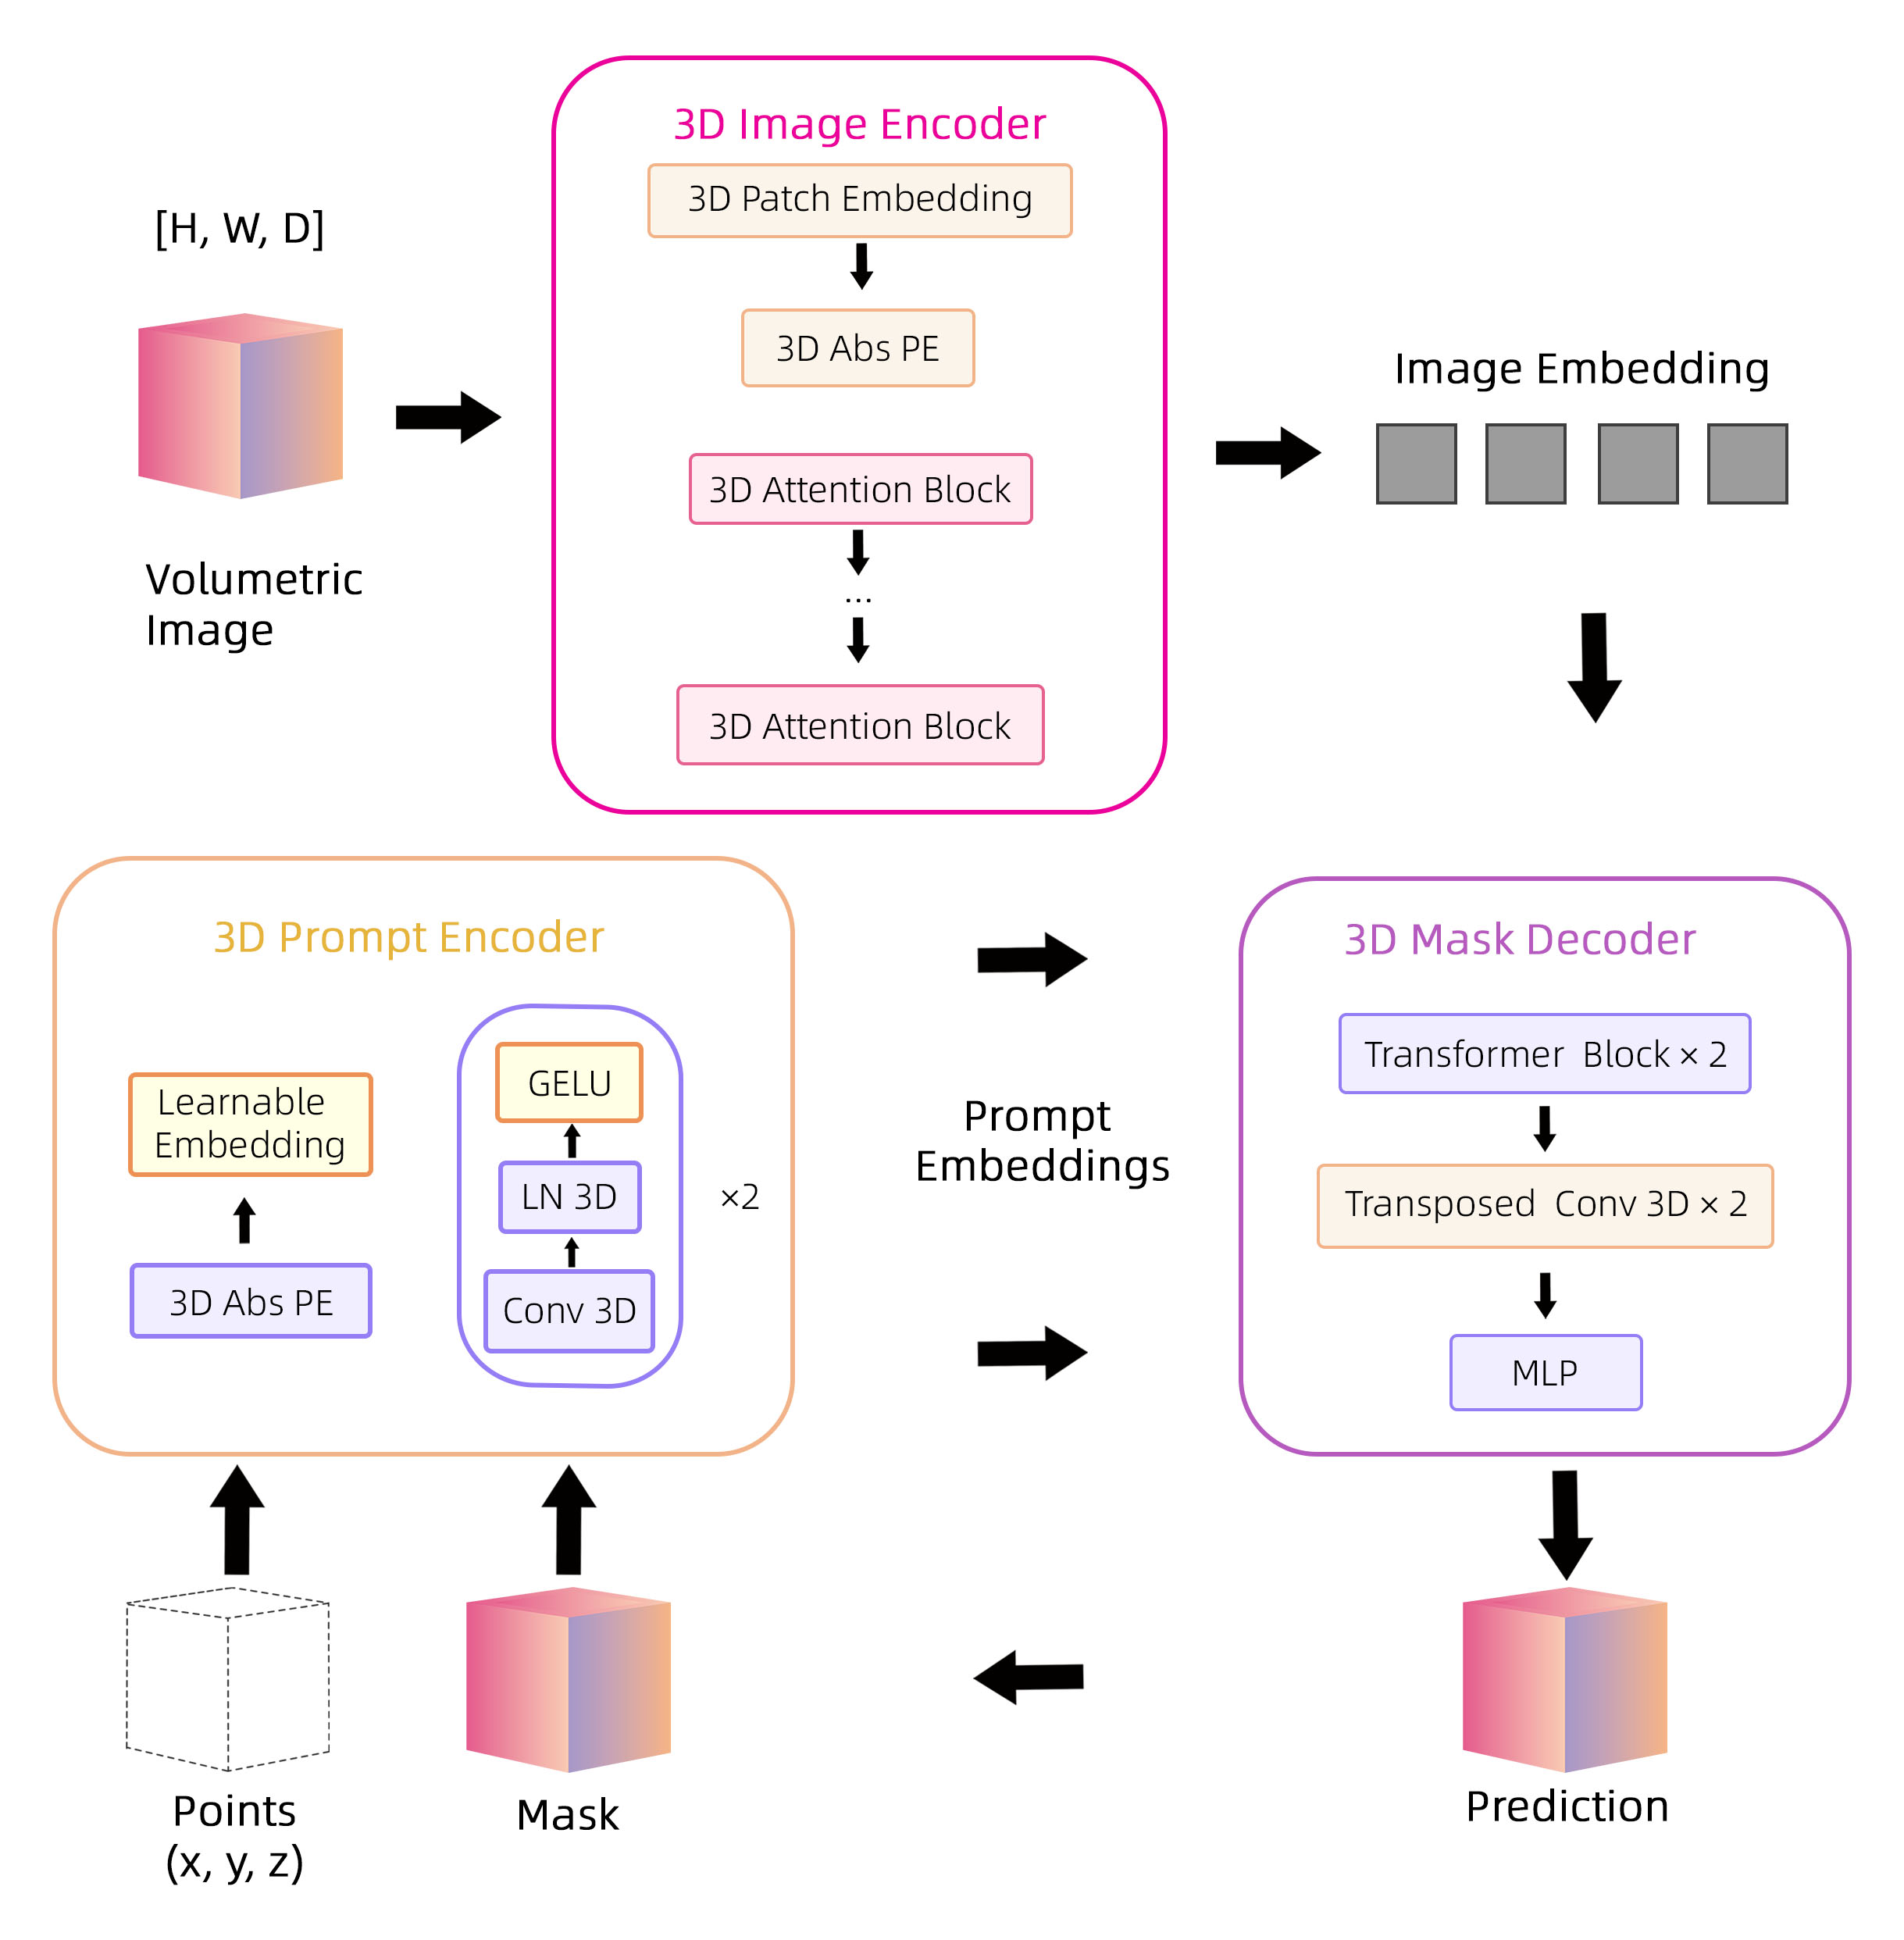 3D Image Encoder
3D Patch Embedding
[H, W, D]
3D Abs PE
Image Embedding
3D Attention Block
Volumetric
Image
...
3D Attention Block
3D Prompt Encoder
Learnable
Embedding
3D Abs PE
GELU
LN 3D
Conv 3D
×2
Prompt
Embeddings
3D Mask Decoder
Transformer Block × 2
Transposed Conv 3D × 2
MLP
Points
(x, y, z)
Mask
Prediction